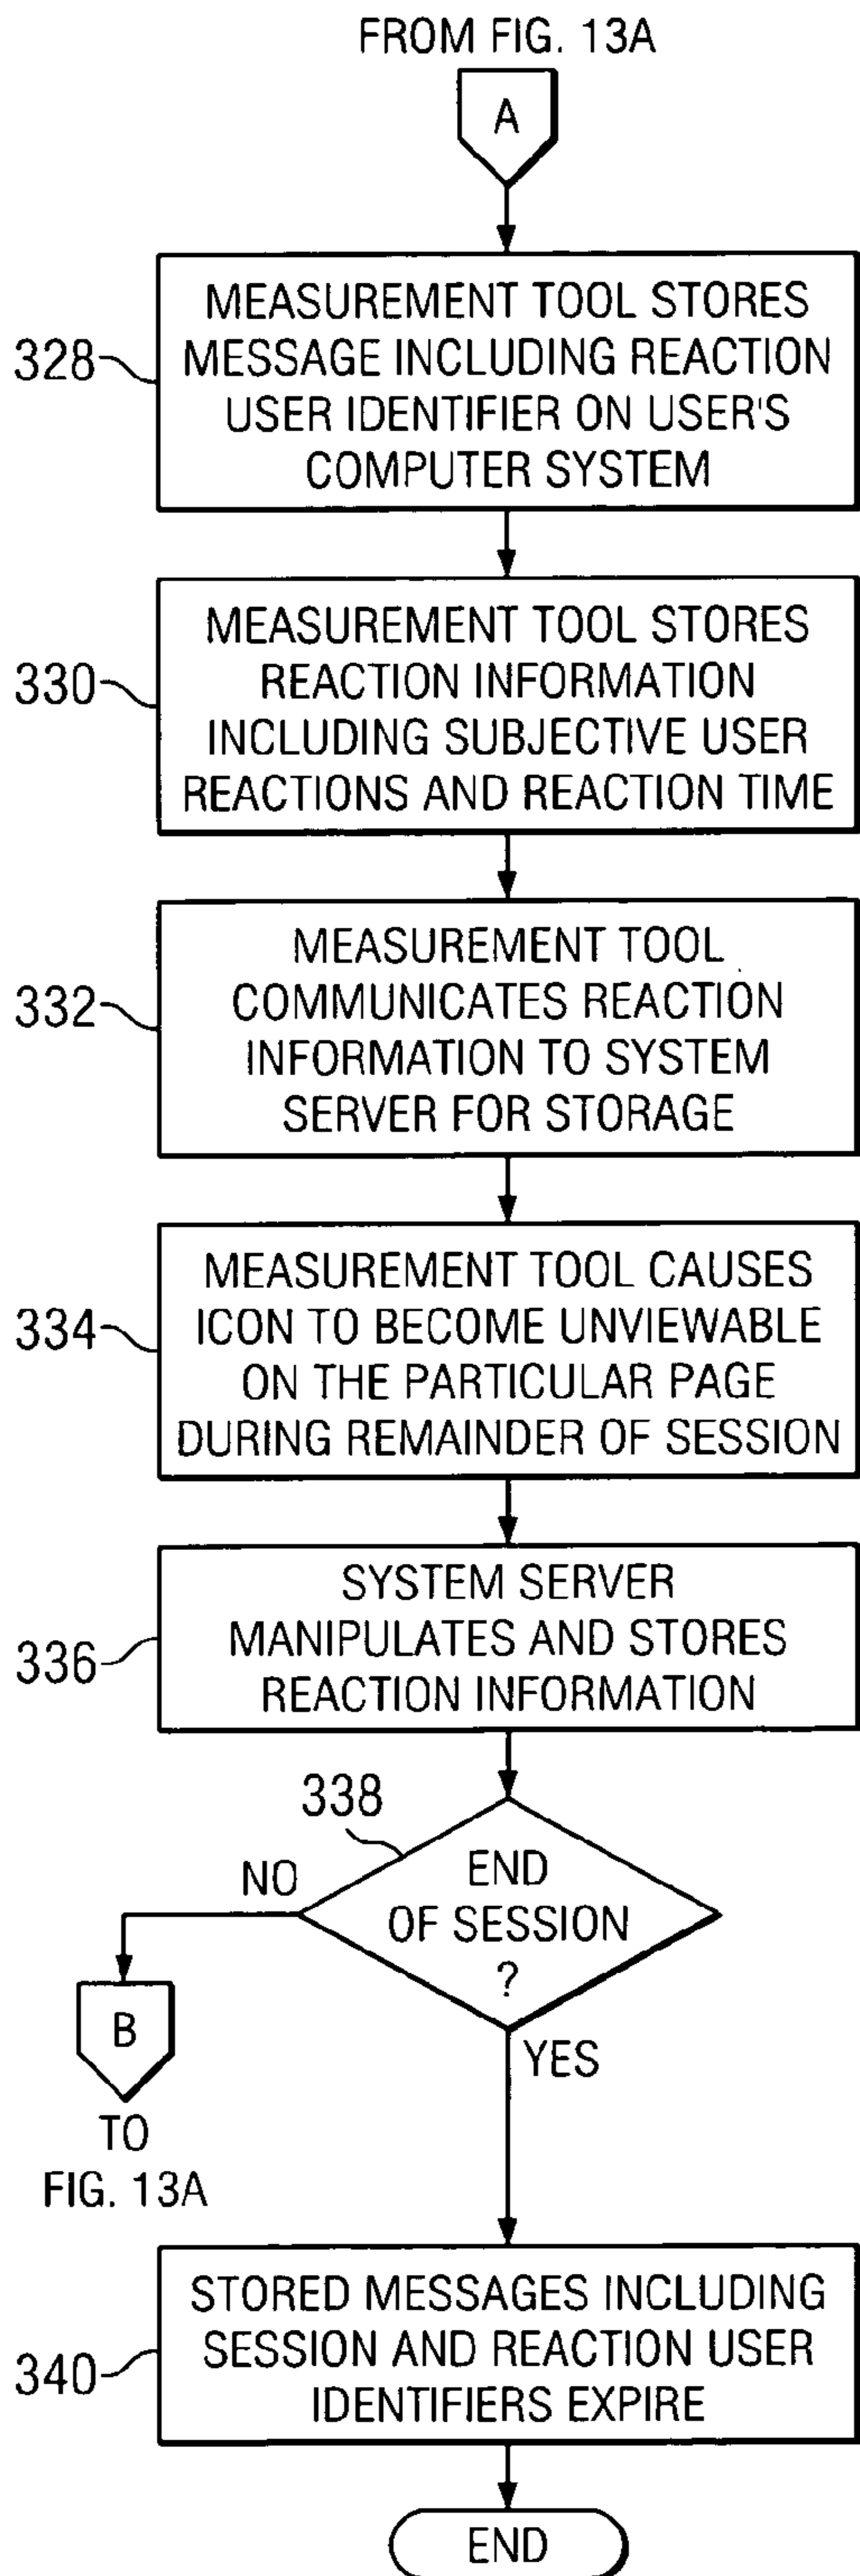 FROM FIG. 13A
A
328
MEASUREMENT TOOL STORES
MESSAGE INCLUDING REACTION
USER IDENTIFIER ON USER'S
COMPUTER SYSTEM
330
MEASUREMENT TOOL STORES
REACTION INFORMATION
INCLUDING SUBJECTIVE USER
REACTIONS AND REACTION TIME
332
MEASUREMENT TOOL
COMMUNICATES REACTION
INFORMATION TO SYSTEM
SERVER FOR STORAGE
334
MEASUREMENT TOOL CAUSES
ICON TO BECOME UNVIEWABLE
ON THE PARTICULAR PAGE
DURING REMAINDER OF SESSION
336
SYSTEM SERVER
MANIPULATES AND STORES
REACTION INFORMATION
338
END
OF SESSION
?
NO
B
TO
FIG. 13A
YES
340
STORED MESSAGES INCLUDING
SESSION AND REACTION USER
IDENTIFIERS EXPIRE
END